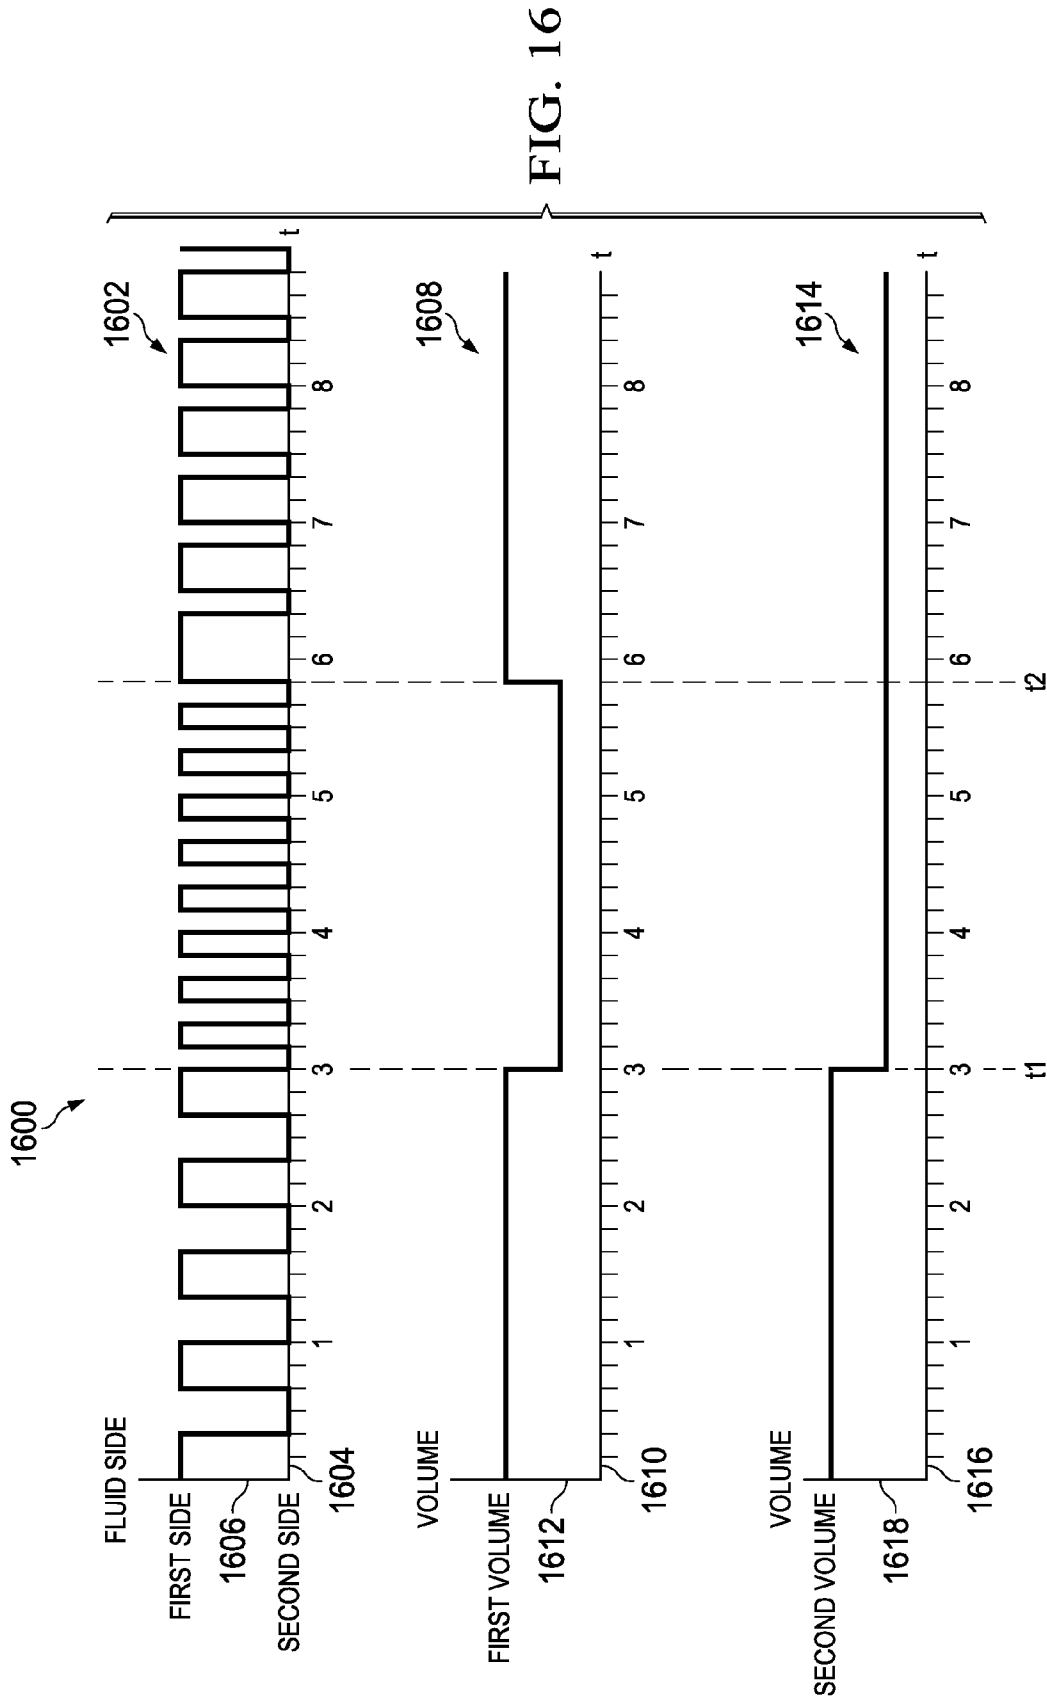 1600
FLUID SIDE
1602
FIRST SIDE
1606
SECOND SIDE
1 2 3 4 5 6 7 8 t
1604
VOLUME
1608
FIRST VOLUME
1612
1 2 3 4 5 6 7 8 t
1610
VOLUME
1614
SECOND VOLUME
1618
1 2 3 4 5 6 7 8 t
1616
t1 t2
FIG. 16